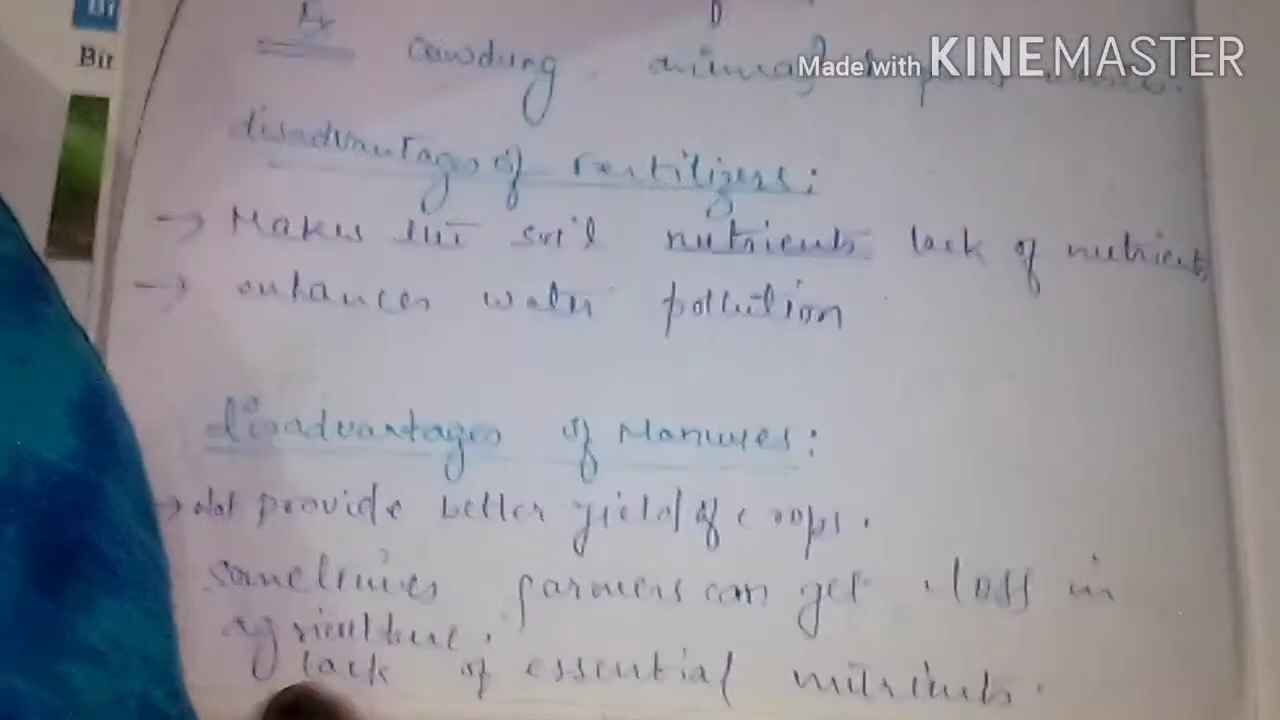 Bir
Ex
cowdung, animal
Made with KINEMASTER
disadvantages of Fertilizers:
→ Makes the soil nutrients lack of nutrients
→ enhances water pollution
disadvantages of Manures:
→ Not provide better yield of crops.
sometimes farmers can get loss in
agriculture.
lack of essential nutrients.